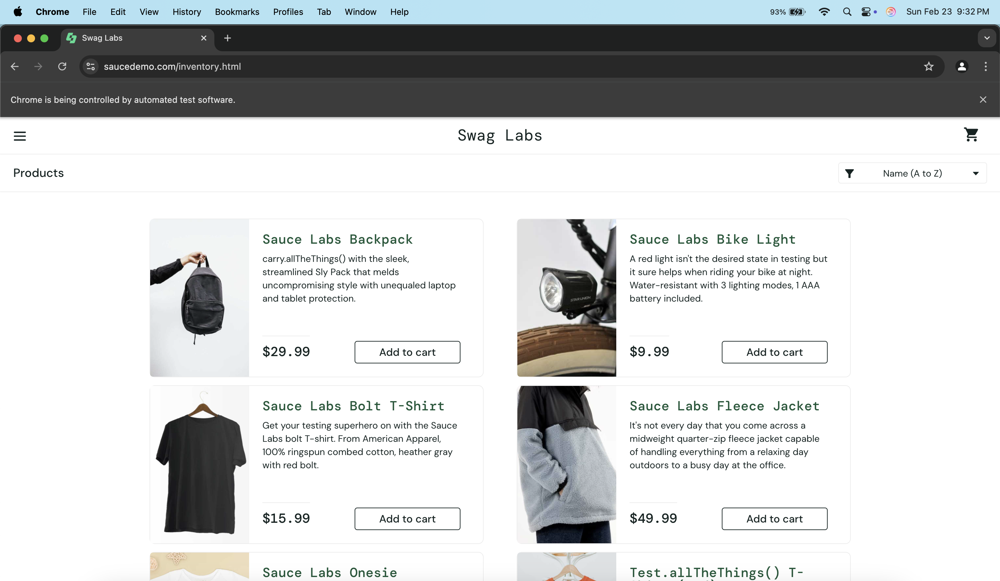 Chrome File Edit View History Bookmarks Profiles Tab Window Help 93% Sun Feb 23 9:32 PM
Swag Labs
saucedemo.com/inventory.html
Chrome is being controlled by automated test software.
Swag Labs
Products
Name (A to Z)
Sauce Labs Backpack
carry.allTheThings() with the sleek,
streamlined Sly Pack that melds
uncompromising style with unequaled laptop
and tablet protection.
$29.99
Add to cart
STAR UNION
Sauce Labs Bike Light
A red light isn't the desired state in testing but
it sure helps when riding your bike at night.
Water-resistant with 3 lighting modes, 1 AAA
battery included.
$9.99
Add to cart
Sauce Labs Bolt T-Shirt
Get your testing superhero on with the Sauce
Labs bolt T-shirt. From American Apparel,
100% ringspun combed cotton, heather gray
with red bolt.
$15.99
Add to cart
Sauce Labs Fleece Jacket
It's not every day that you come across a
midweight quarter-zip fleece jacket capable
of handling everything from a relaxing day
outdoors to a busy day at the office.
$49.99
Add to cart
Sauce Labs Onesie
Test.allTheThings() T-